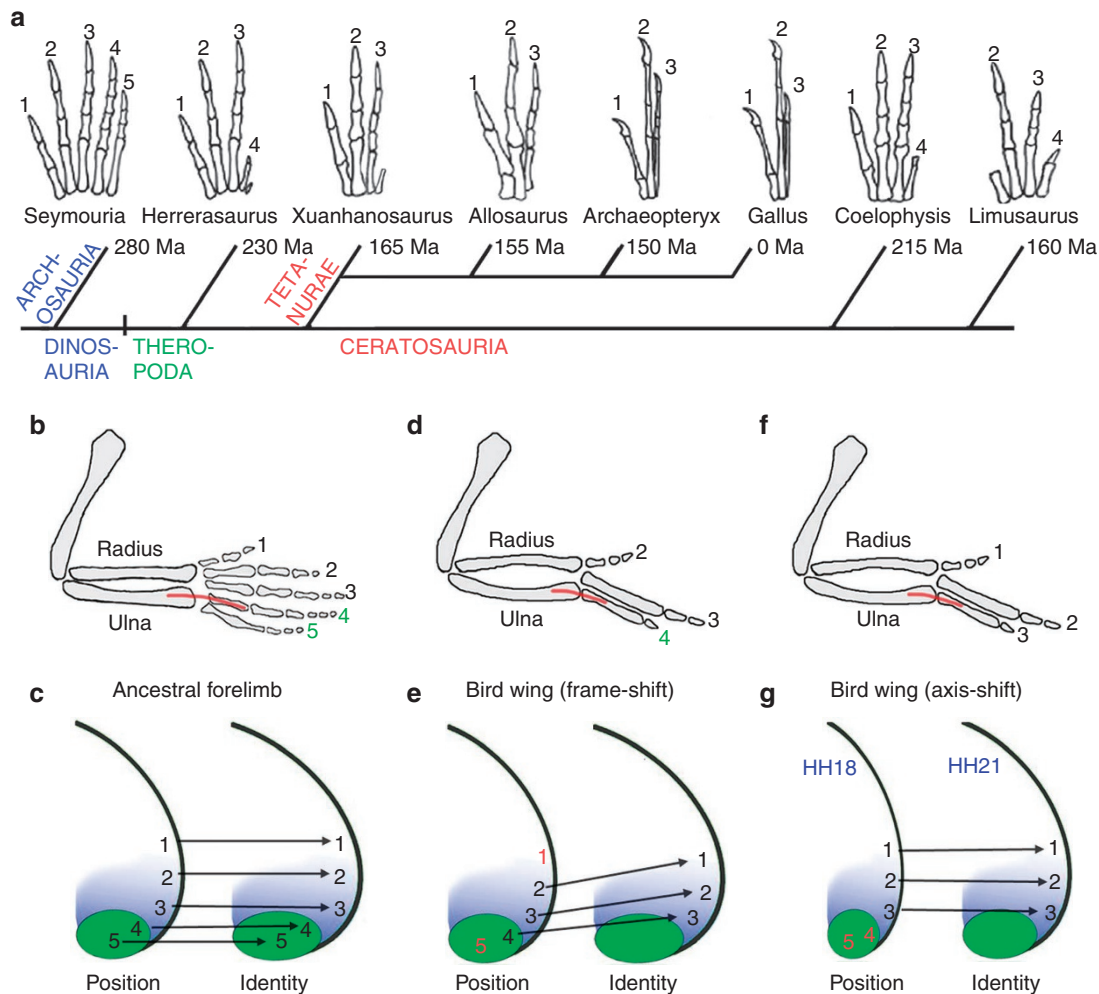 a
1 2 3 4 5
1 2 3 4
1 2 3
1 2 3
1 2 3
1 2 3
1 2 3 4
2 3 4
Seymouria Herrerasaurus Xuanhanosaurus Allosaurus Archaeopteryx Gallus Coelophysis Limusaurus
280 Ma 230 Ma 165 Ma 155 Ma 150 Ma 0 Ma 215 Ma 160 Ma
ARCH-
OSAURIA
TETA-
NURAE
DINOS-
AURIA
THERO-
PODA
CERATOSAURIA
b
Radius
Ulna
1
2
3
4
5
d
Radius
Ulna
2
3
4
f
Radius
Ulna
1
2
3
c Ancestral forelimb
1 1
2 2
3 3
4 4
5 5
Position Identity
e Bird wing (frame-shift)
1
2 1
3 2
4 3
5
Position Identity
g Bird wing (axis-shift)
HH18 HH21
1 1
2 2
3 3
5 4
Position Identity